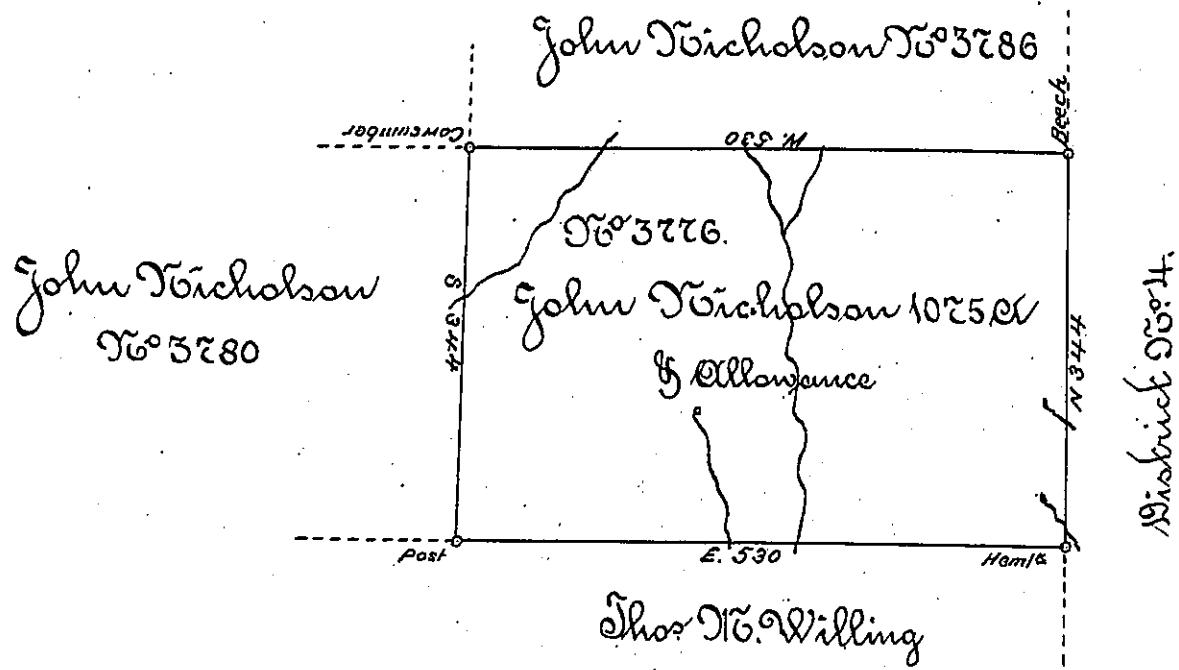 John Nicholson No 3786
Cowcumber
W. 530
Beech
No 3776.
John Nicholson
No 3780
S 344
John Nicholson 1075 A
& Allowance
N 344
District No 4.
Post
E. 530
Hemlk
Thos M. Willing